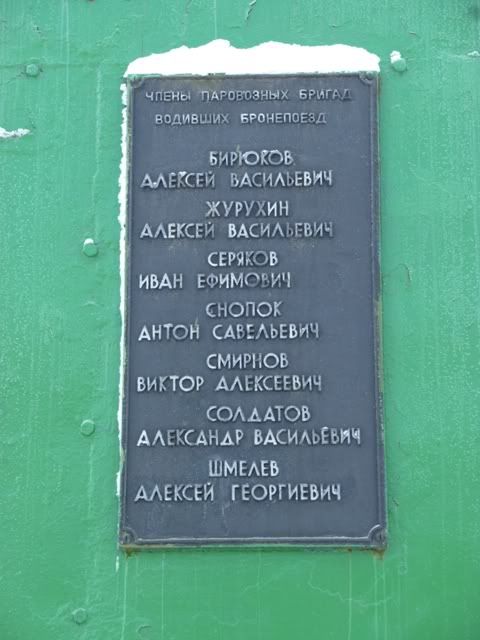 ЧЛЕНЫ ПАРОВОЗНЫХ БРИГАД
ВОДИВШИХ БРОНЕПОЕЗД
БИРЮКОВ
АЛЕКСЕЙ ВАСИЛЬЕВИЧ
ЖУРУХИН
АЛЕКСЕЙ ВАСИЛЬЕВИЧ
СЕРЯКОВ
ИВАН ЕФИМОВИЧ
СНОПОК
АНТОН САВЕЛЬЕВИЧ
СМИРНОВ
ВИКТОР АЛЕКСЕЕВИЧ
СОЛДАТОВ
АЛЕКСАНДР ВАСИЛЬЕВИЧ
ШМЕЛЕВ
АЛЕКСЕЙ ГЕОРГИЕВИЧ